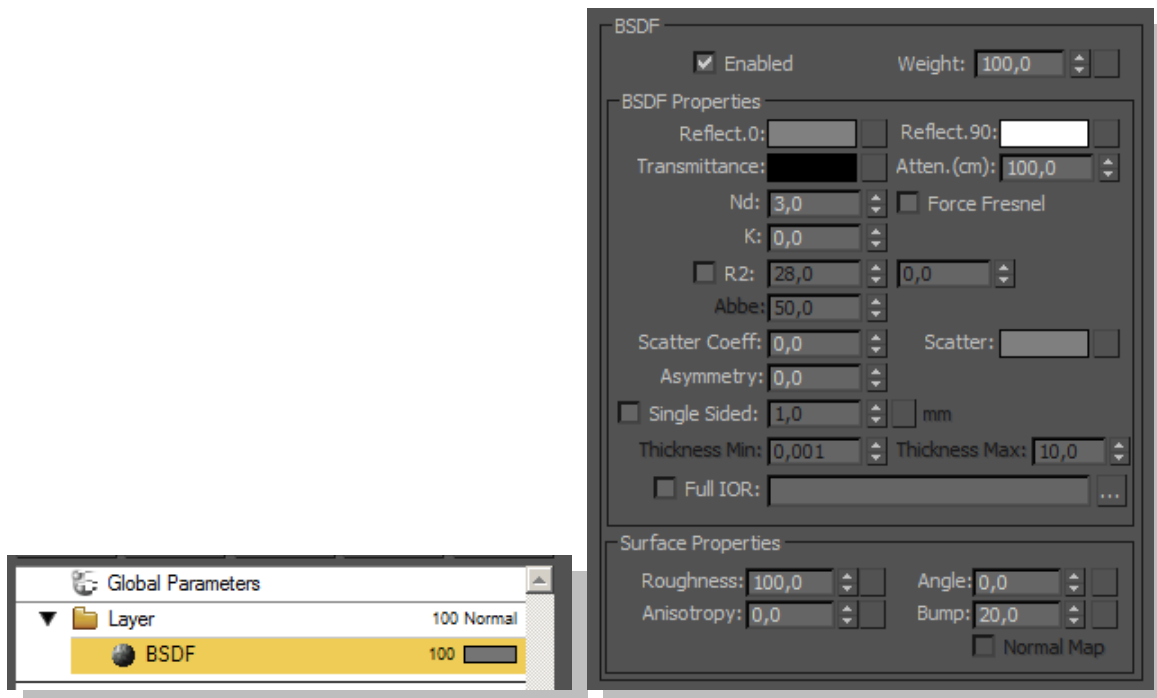 BSDF
Enabled Weight: 100,0
BSDF Properties
Reflect.0: Reflect.90:
Transmittance: Atten.(cm): 100,0
Nd: 3,0 Force Fresnel
K: 0,0
R2: 28,0 0,0
Abbe: 50,0
Scatter Coeff: 0,0 Scatter:
Asymmetry: 0,0
Single Sided: 1,0 mm
Thickness Min: 0,001 Thickness Max: 10,0
Full IOR: ...
Surface Properties
Roughness: 100,0 Angle: 0,0
Anisotropy: 0,0 Bump: 20,0
Normal Map
Global Parameters
Layer 100 Normal
BSDF 100